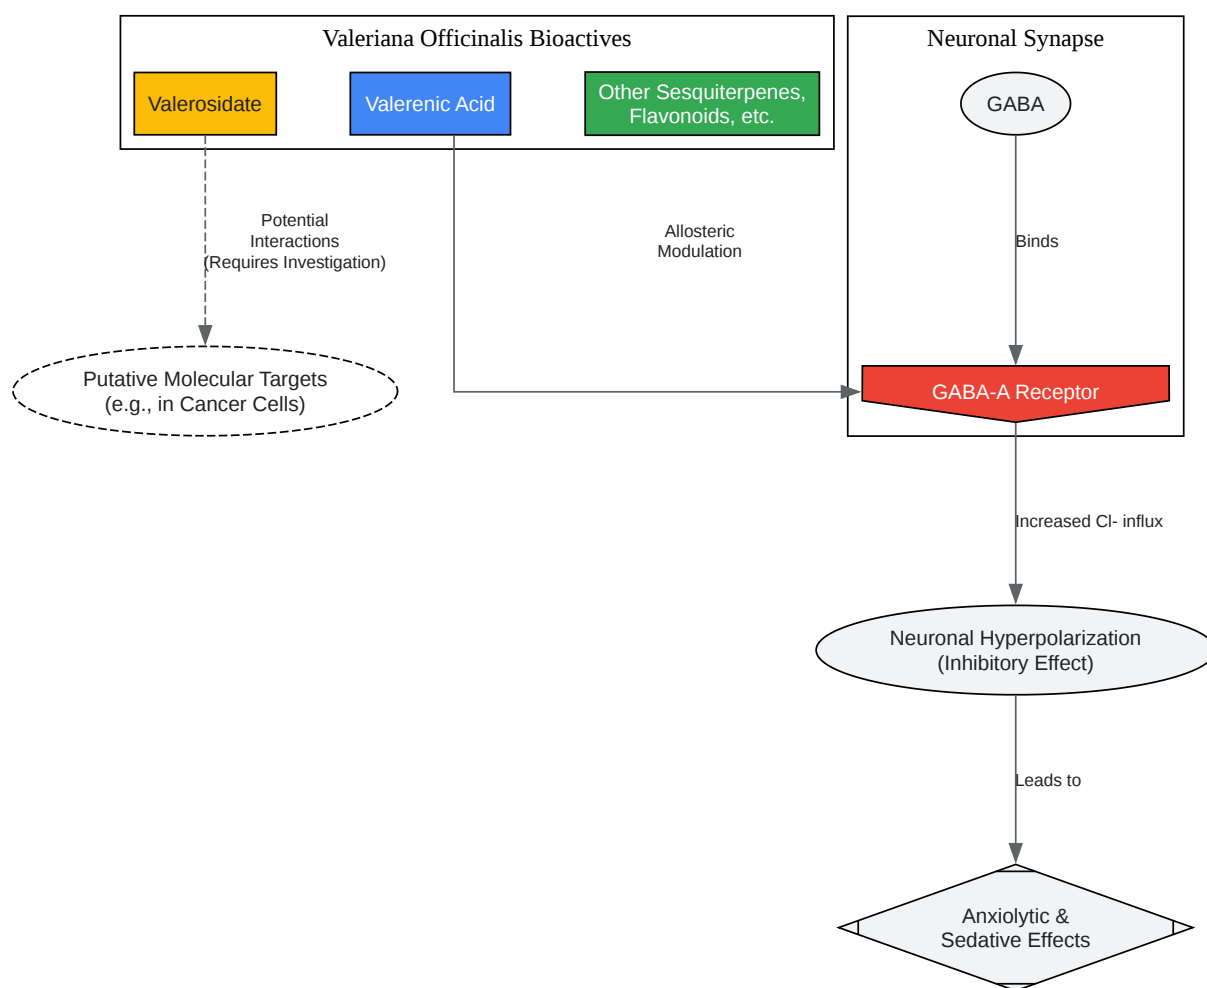 Valeriana Officinalis Bioactives
Neuronal Synapse
Valerosidate
Valerenic Acid
Other Sesquiterpenes,
Flavonoids, etc.
GABA
Potential
Interactions
(Requires Investigation)
Allosteric
Modulation
Binds
Putative Molecular Targets
(e.g., in Cancer Cells)
GABA-A Receptor
Increased Cl- influx
Neuronal Hyperpolarization
(Inhibitory Effect)
Leads to
Anxiolytic &
Sedative Effects